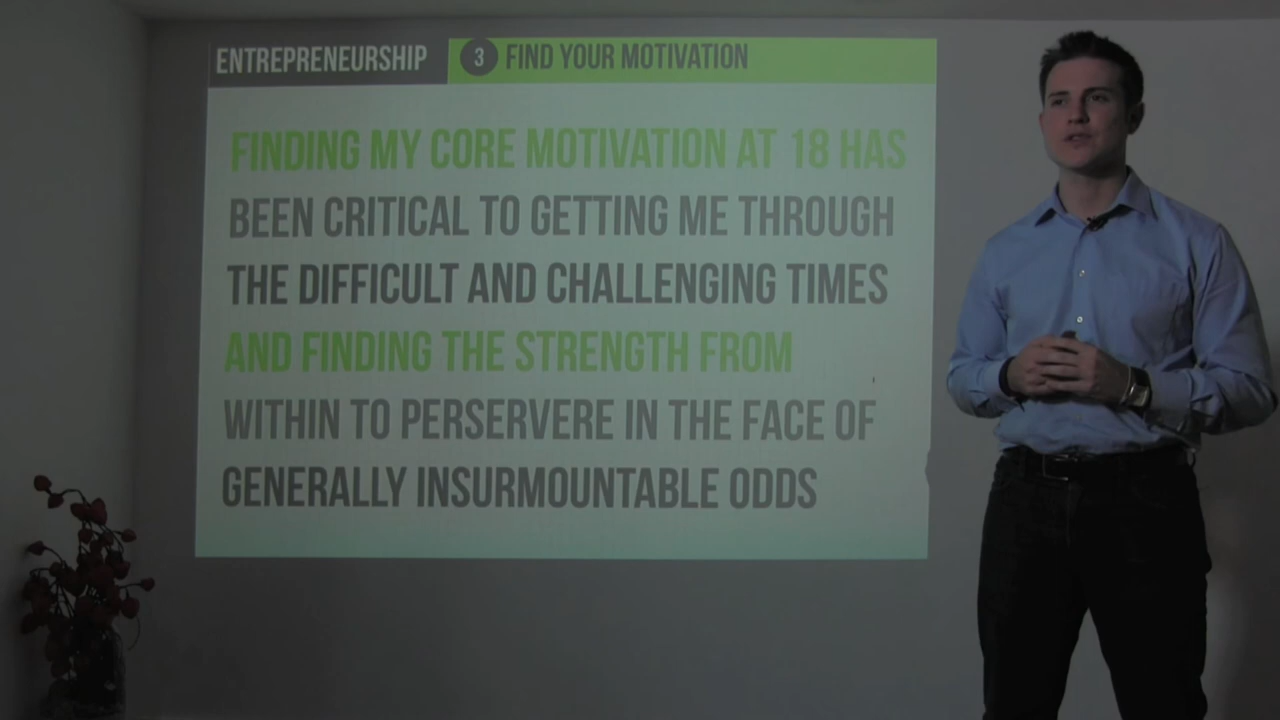 ENTREPRENEURSHIP 3 FIND YOUR MOTIVATION
FINDING MY CORE MOTIVATION AT 18 HAS
BEEN CRITICAL TO GETTING ME THROUGH
THE DIFFICULT AND CHALLENGING TIMES
AND FINDING THE STRENGTH FROM
WITHIN TO PERSERVERE IN THE FACE OF
GENERALLY INSURMOUNTABLE ODDS